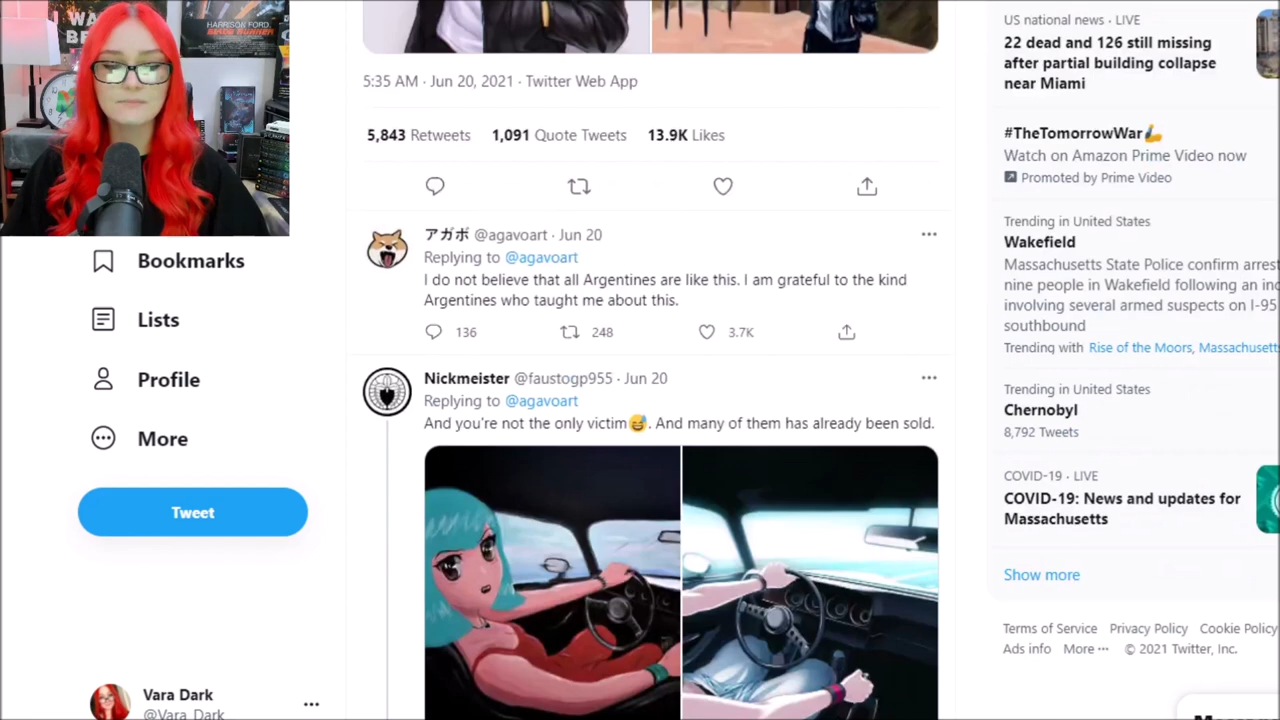 I WA
BE
HARRISON FORD.
BLADE RUNNER
Bookmarks
Lists
Profile
More
Tweet
Vara Dark
@Vara_Dark
5:35 AM · Jun 20, 2021 · Twitter Web App
5,843 Retweets 1,091 Quote Tweets 13.9K Likes
アガボ @agavoart · Jun 20
Replying to @agavoart
I do not believe that all Argentines are like this. I am grateful to the kind
Argentines who taught me about this.
136 248 3.7K
Nickmeister @faustogp955 · Jun 20
Replying to @agavoart
And you're not the only victim😅. And many of them has already been sold.
US national news · LIVE
22 dead and 126 still missing
after partial building collapse
near Miami
#TheTomorrowWar
Watch on Amazon Prime Video now
Promoted by Prime Video
Trending in United States
Wakefield
Massachusetts State Police confirm arrest
nine people in Wakefield following an inc
involving several armed suspects on I-95
southbound
Trending with Rise of the Moors, Massachusetts
Trending in United States
Chernobyl
8,792 Tweets
COVID-19 · LIVE
COVID-19: News and updates for
Massachusetts
Show more
Terms of Service Privacy Policy Cookie Policy
Ads info More ··· © 2021 Twitter, Inc.